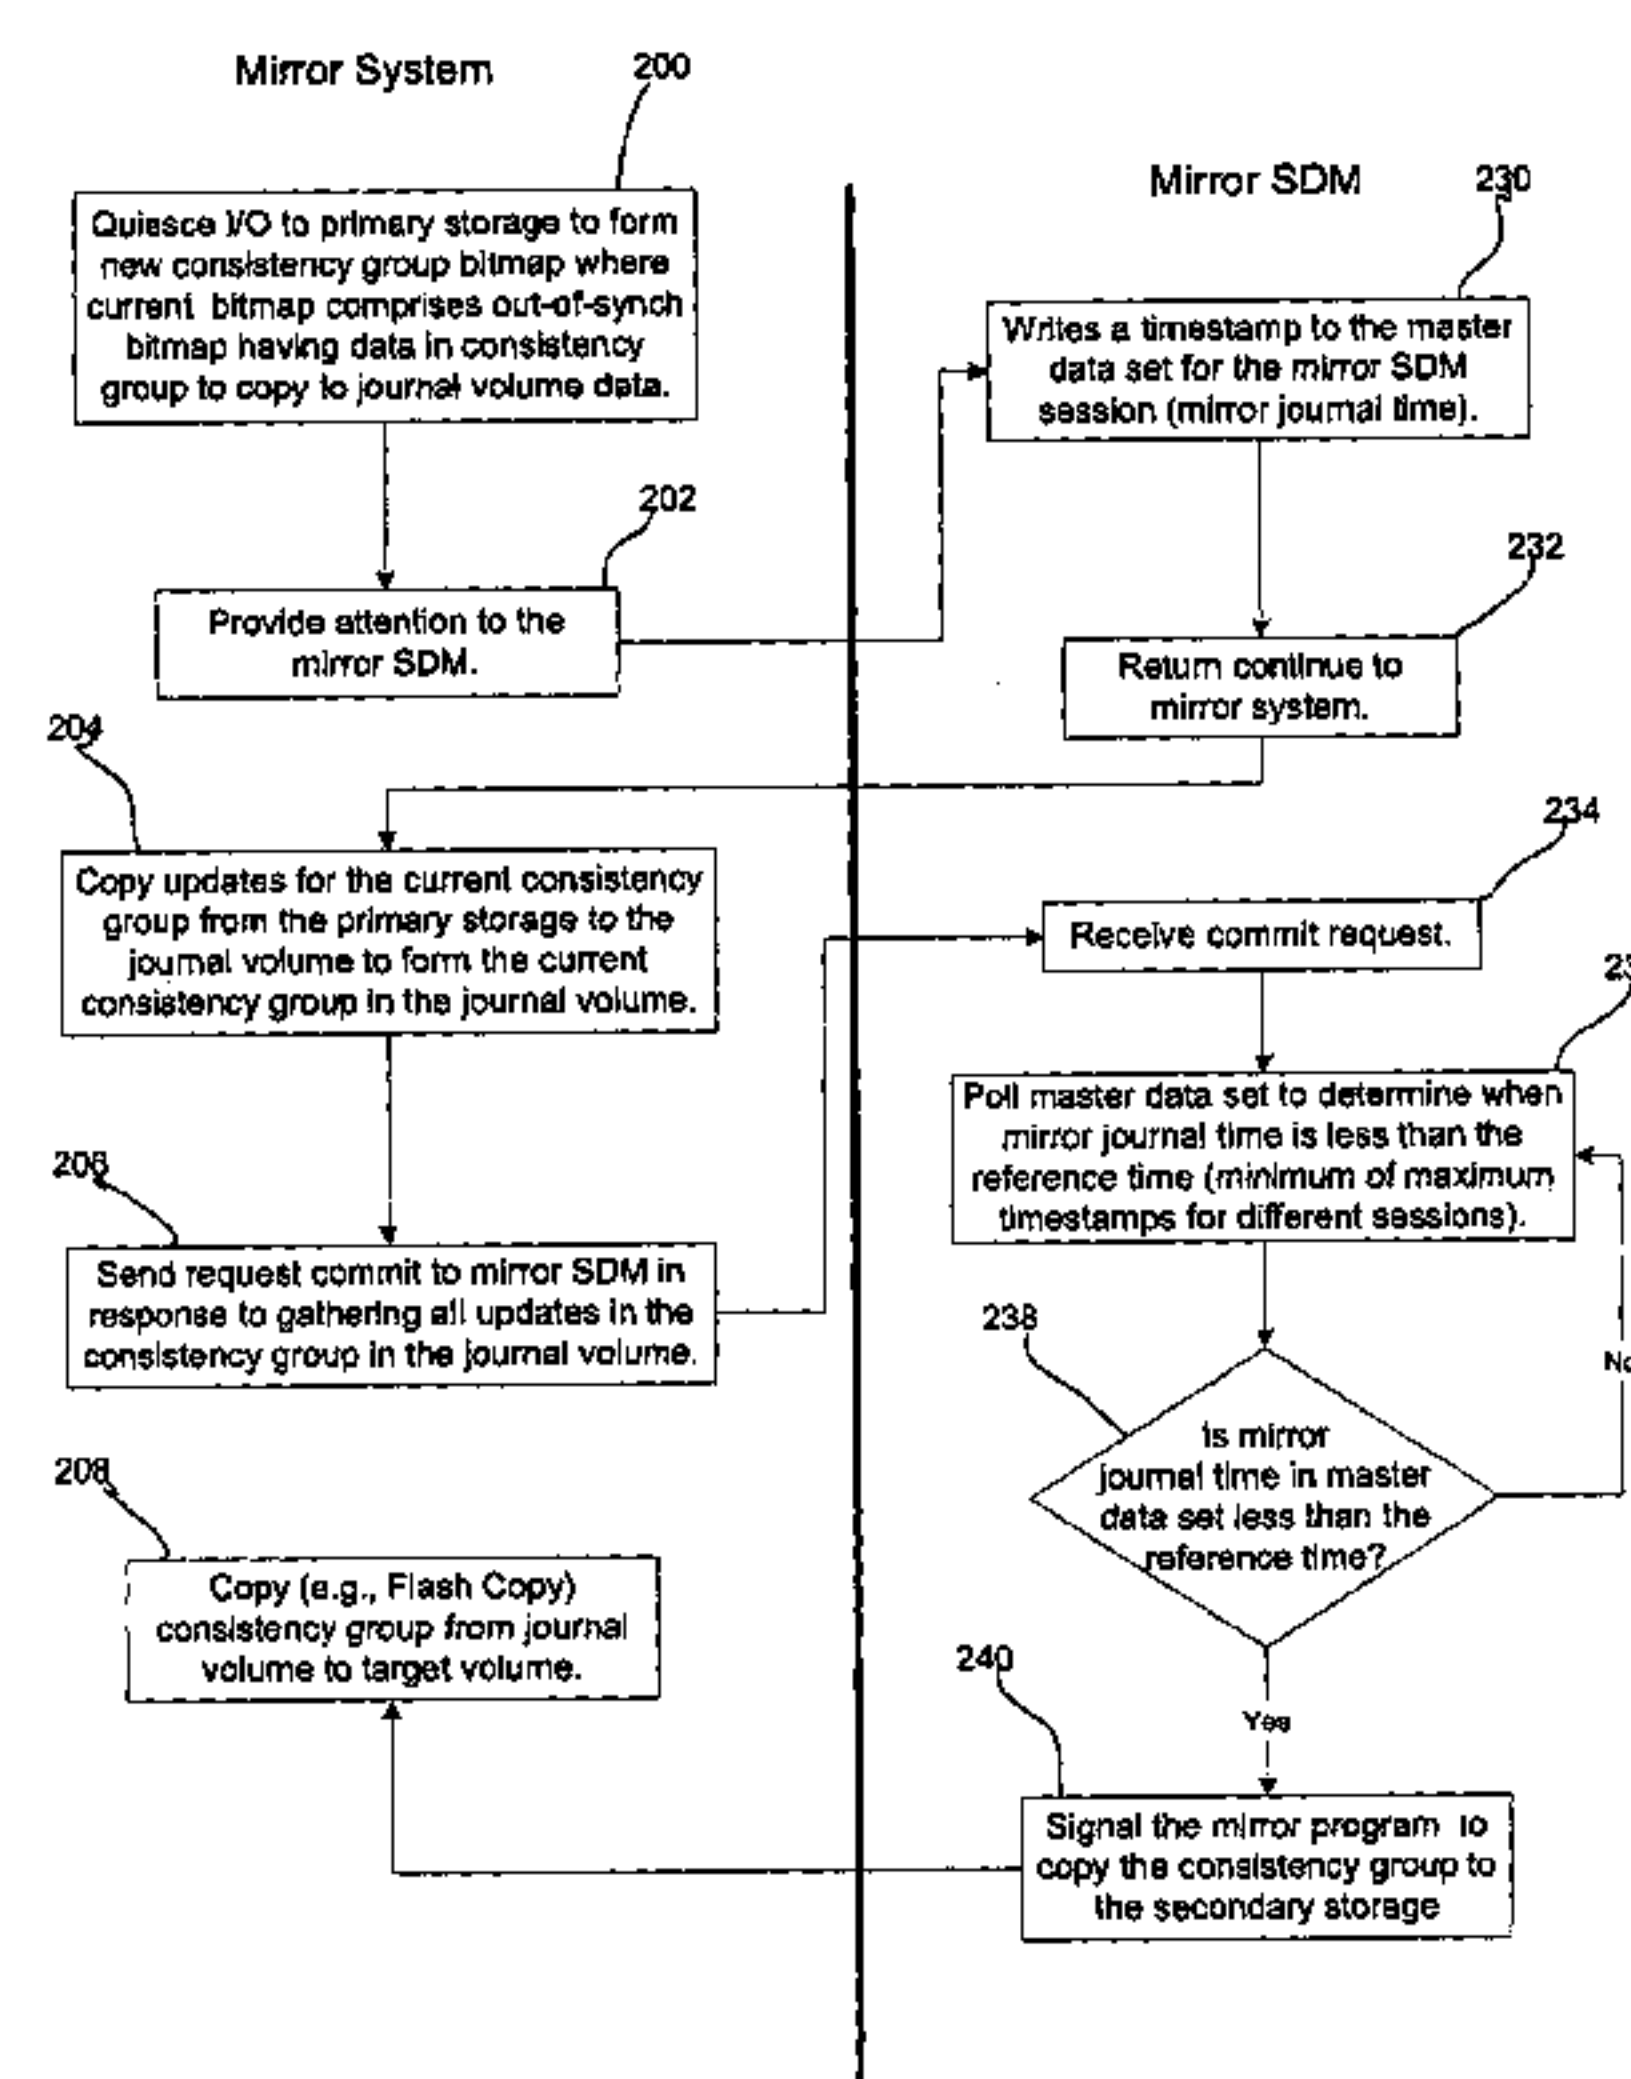 Mirror System
200
Quiesce I/O to primary storage to form
new consistency group bitmap where
current bitmap comprises out-of-synch
bitmap having data in consistency
group to copy to journal volume data.
202
Provide attention to the
mirror SDM.
204
Copy updates for the current consistency
group from the primary storage to the
journal volume to form the current
consistency group in the journal volume.
206
Send request commit to mirror SDM in
response to gathering all updates in the
consistency group in the journal volume.
208
Copy (e.g., Flash Copy)
consistency group from journal
volume to target volume.
Mirror SDM
230
Writes a timestamp to the master
data set for the mirror SDM
session (mirror journal time).
232
Return continue to
mirror system.
234
Receive commit request.
Poll master data set to determine when
mirror journal time is less than the
reference time (minimum of maximum
timestamps for different sessions).
238
No
Is mirror
journal time in master
data set less than the
reference time?
Yes
240
Signal the mirror program to
copy the consistency group to
the secondary storage